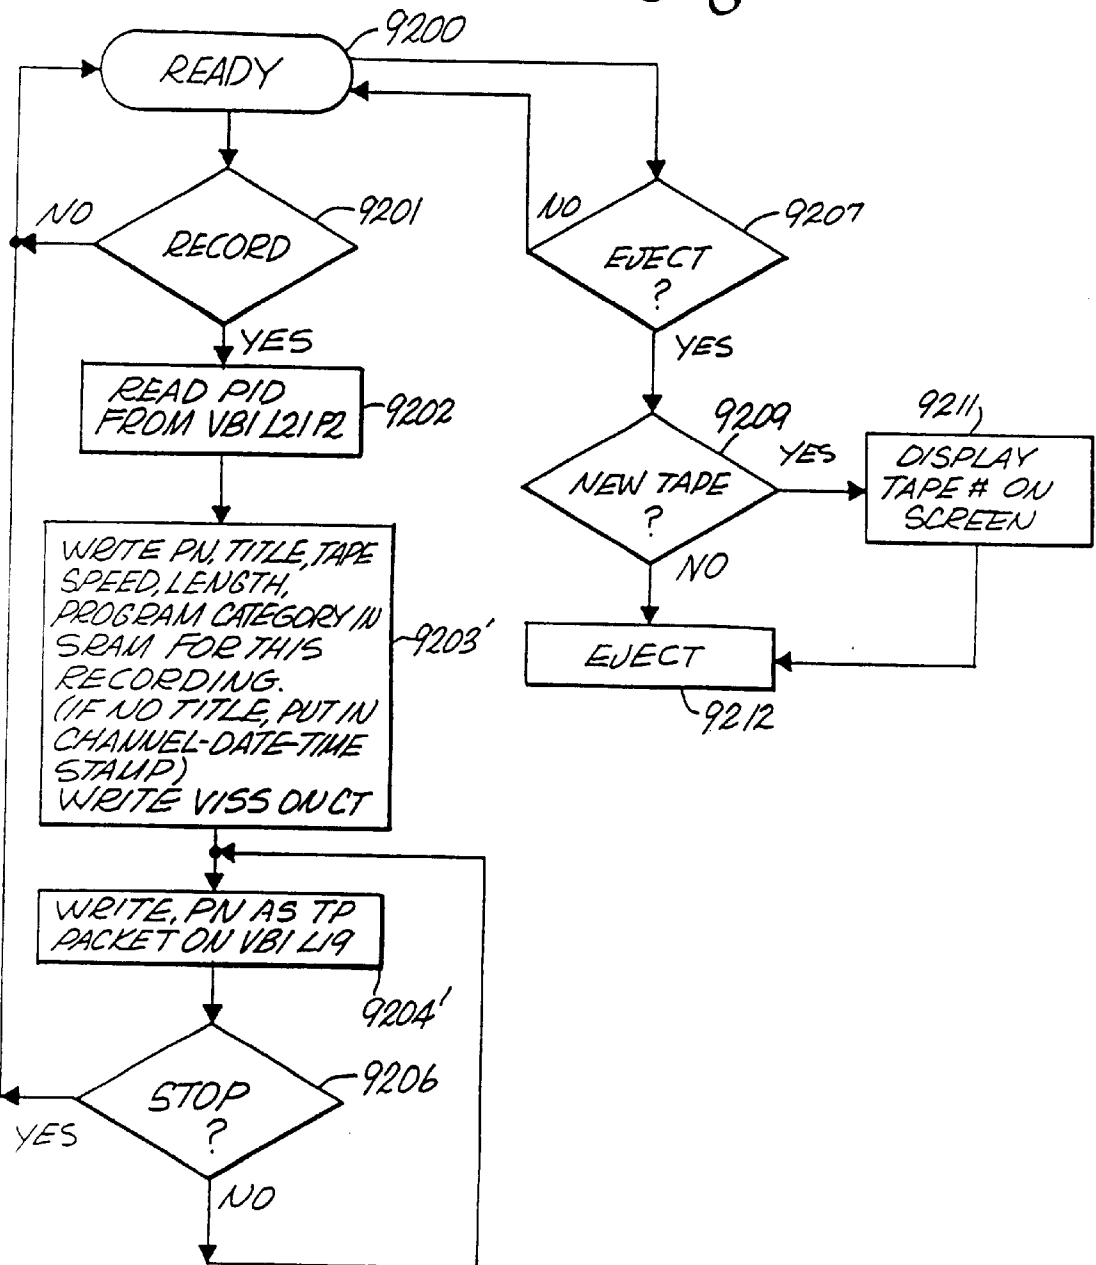 9200
READY
NO
RECORD
9201
YES
READ PID
FROM VBI L21 P2
9202
WRITE PN, TITLE, TAPE
SPEED, LENGTH,
PROGRAM CATEGORY IN
SRAM FOR THIS
RECORDING.
(IF NO TITLE, PUT IN
CHANNEL-DATE-TIME
STAMP)
WRITE VISS ON CT
9203'
WRITE, PN AS TP
PACKET ON VBI L19
9204'
STOP
?
9206
YES
NO
NO
EJECT
?
9207
YES
NEW TAPE
?
9209
YES
9211
DISPLAY
TAPE # ON
SCREEN
NO
EJECT
9212